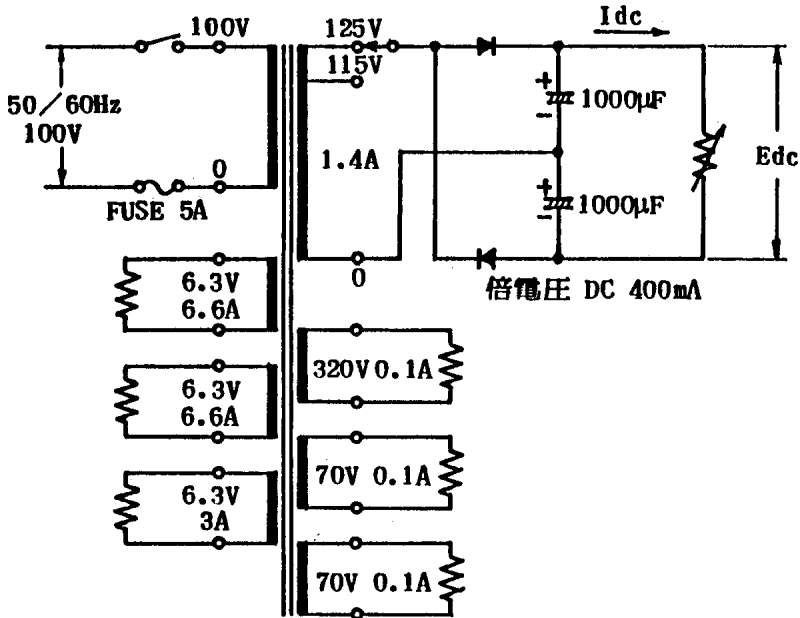 100V
50/60Hz
100V
0
FUSE 5A
6.3V
6.6A
6.3V
6.6A
6.3V
3A
125V
115V
1.4A
0
Idc
+
1000μF
−
+
1000μF
−
Edc
倍電圧 DC 400mA
320V 0.1A
70V 0.1A
70V 0.1A